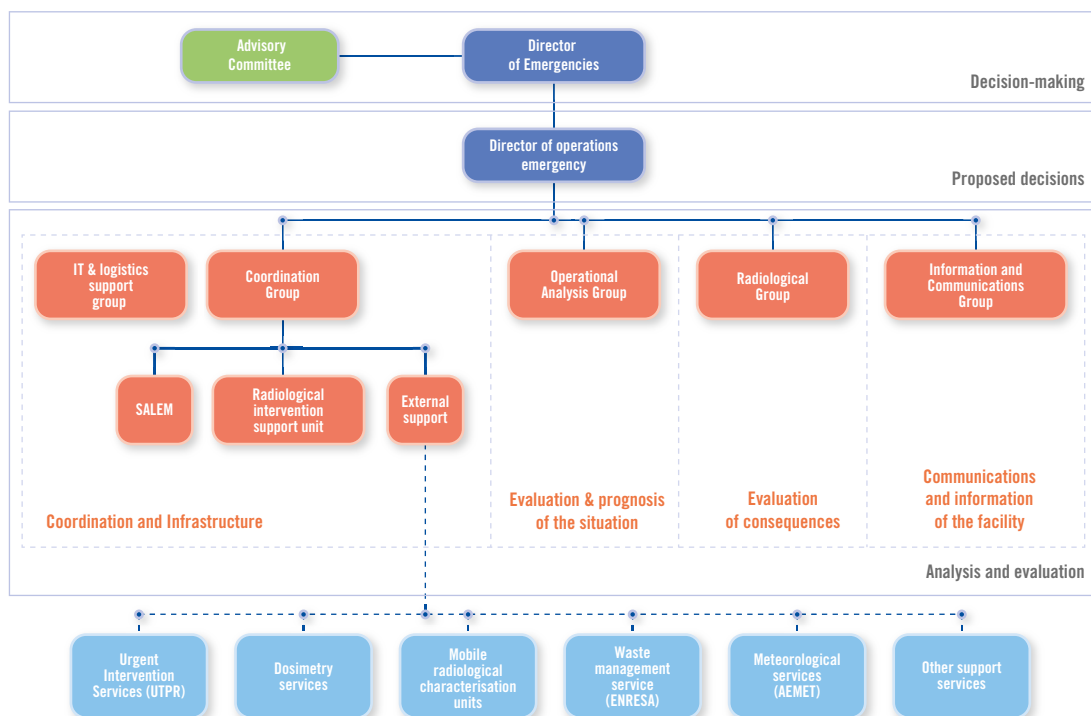 Advisory
Committee
Director
of Emergencies
Decision-making
Director of operations
emergency
Proposed decisions
IT & logistics
support
group
Coordination
Group
Operational
Analysis Group
Radiological
Group
Information and
Communications
Group
SALEM
Radiological
intervention
support unit
External
support
Coordination and Infrastructure
Evaluation & prognosis
of the situation
Evaluation
of consequences
Communications
and information
of the facility
Analysis and evaluation
Urgent
Intervention
Services (UTPR)
Dosimetry
services
Mobile
radiological
characterisation
units
Waste
management
service
(ENRESA)
Meteorological
services
(AEMET)
Other support
services